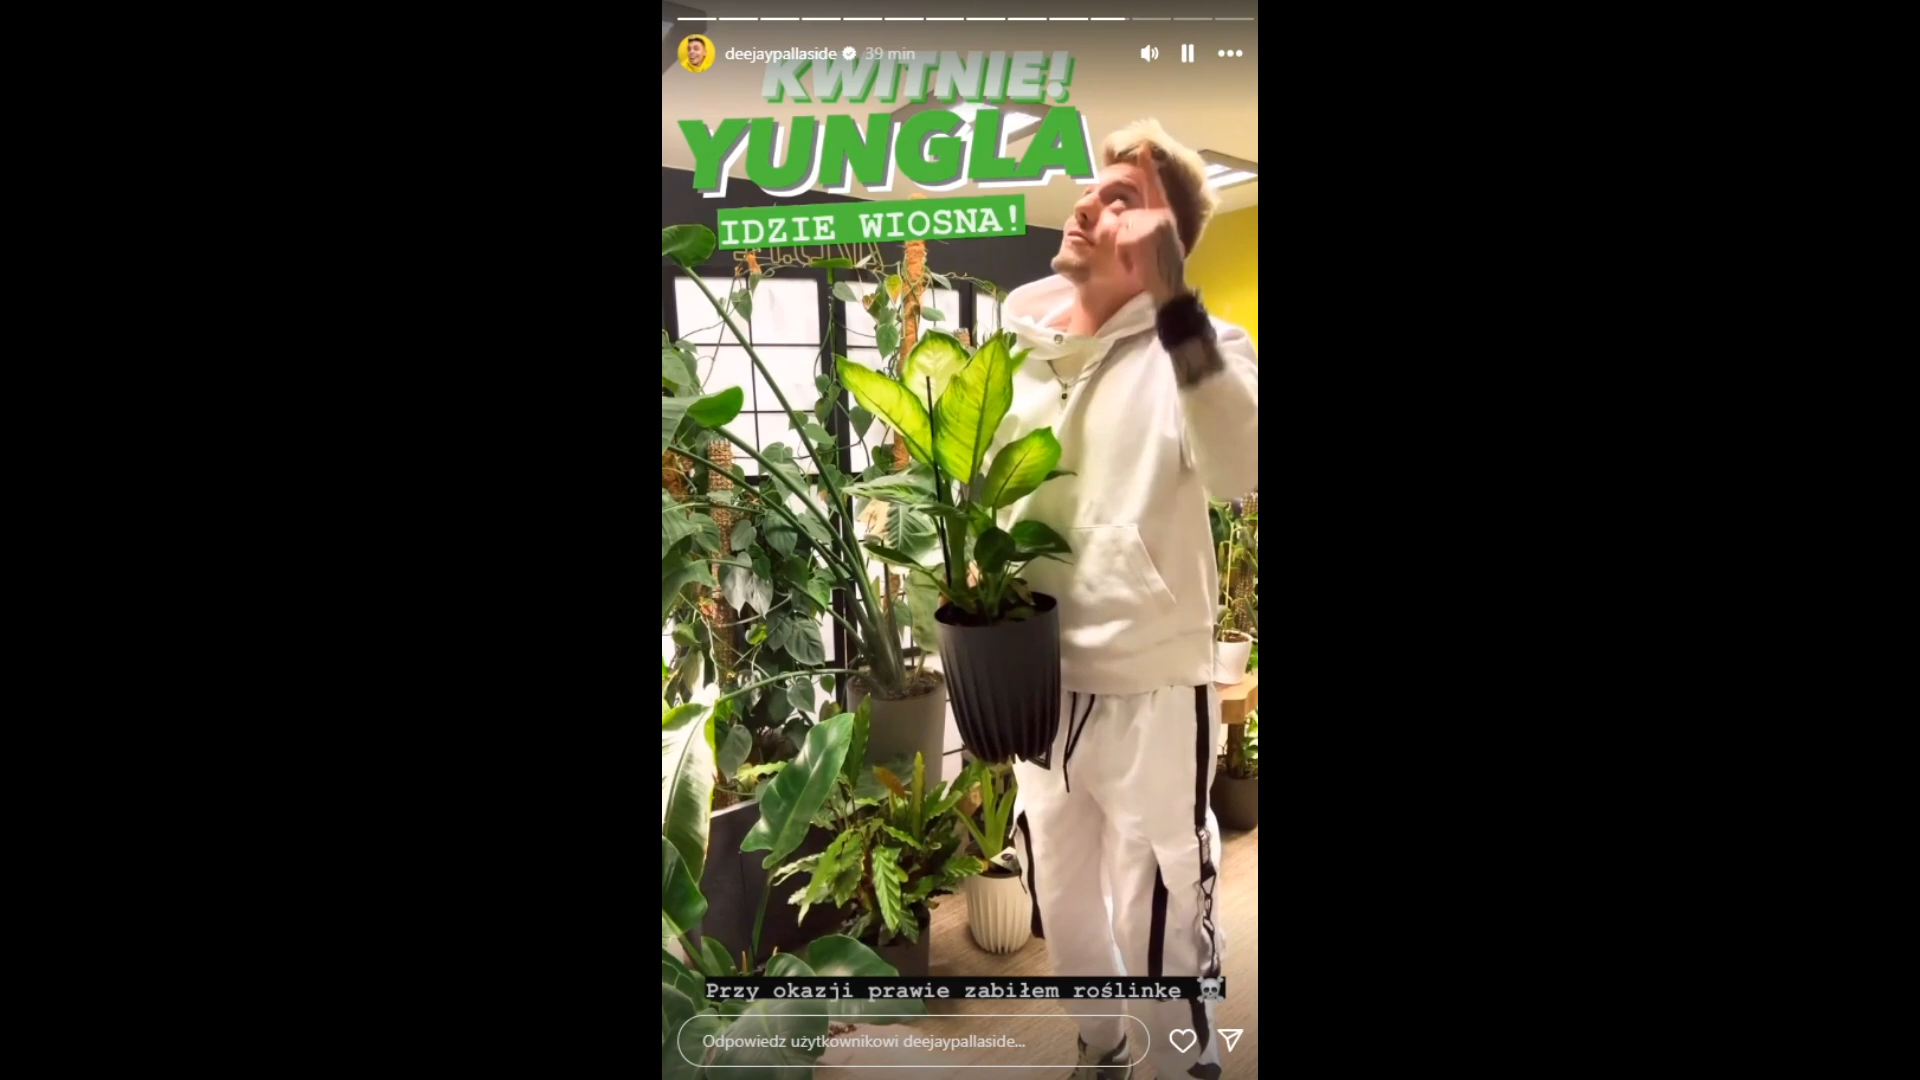 deejaypallaside 39 min
KWITNIE!
YUNGLA
IDZIE WIOSNA!
Przy okazji prawie zabiłem roślinkę
Odpowiedz użytkownikowi deejaypallaside...